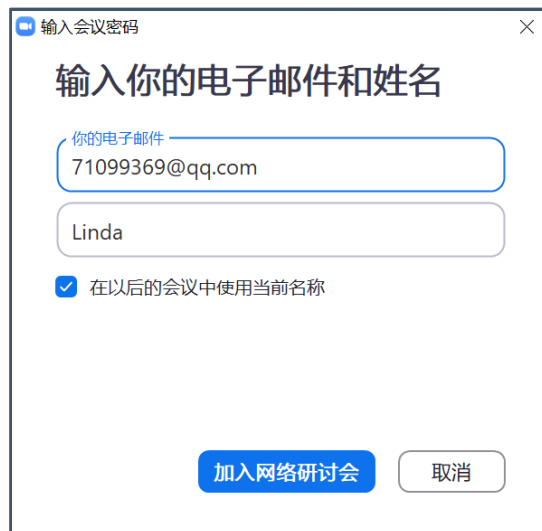 输入会议密码
输入你的电子邮件和姓名
你的电子邮件
71099369@qq.com
Linda
在以后的会议中使用当前名称
加入网络研讨会
取消